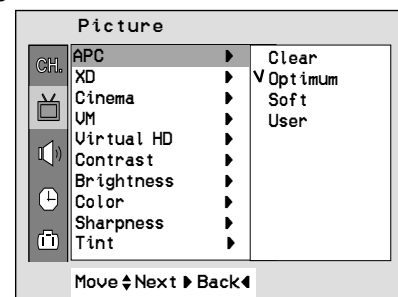 Picture
CH.
APC
XD
Cinema
VM
Virtual HD
Contrast
Brightness
Color
Sharpness
Tint
Clear
Optimum
Soft
User
Move Next Back